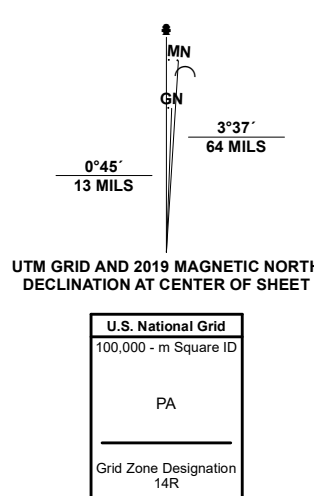 MN
GN
3°37´
64 MILS
0°45´
13 MILS
UTM GRID AND 2019 MAGNETIC NORTH
DECLINATION AT CENTER OF SHEET
U.S. National Grid
100,000 - m Square ID
PA
Grid Zone Designation
14R